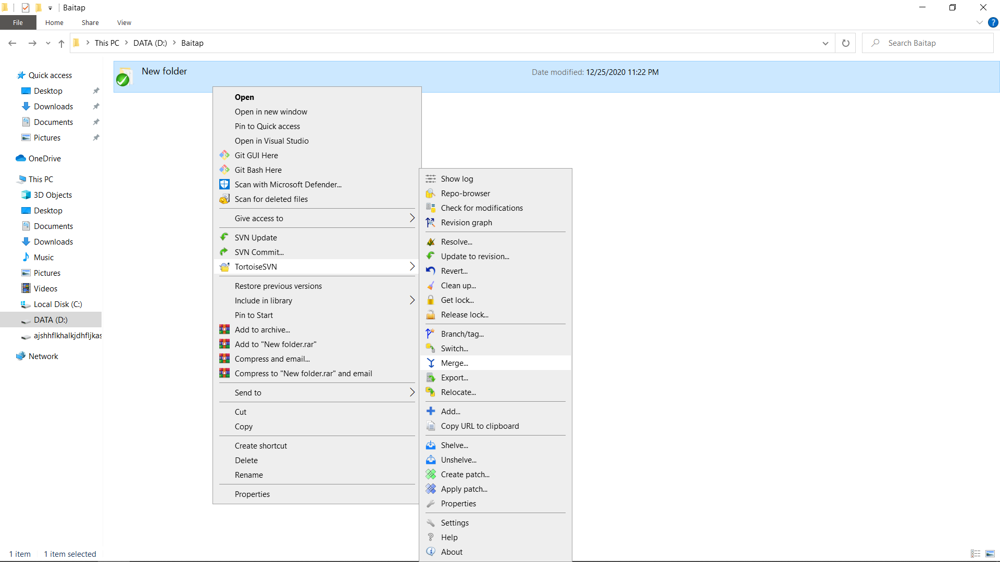 Baitap
File Home Share View
This PC DATA (D:) Baitap
Search Baitap
Quick access
Desktop
Downloads
Documents
Pictures
OneDrive
This PC
3D Objects
Desktop
Documents
Downloads
Music
Pictures
Videos
Local Disk (C:)
DATA (D:)
ajshhflkhalkjdhfljkas
Network
New folder
Date modified: 12/25/2020 11:22 PM
Open
Open in new window
Pin to Quick access
Open in Visual Studio
Git GUI Here
Git Bash Here
Scan with Microsoft Defender...
Scan for deleted files
Give access to
SVN Update
SVN Commit...
TortoiseSVN
Restore previous versions
Include in library
Pin to Start
Add to archive...
Add to "New folder.rar"
Compress and email...
Compress to "New folder.rar" and email
Send to
Cut
Copy
Create shortcut
Delete
Rename
Properties
Show log
Repo-browser
Check for modifications
Revision graph
Resolve...
Update to revision...
Revert...
Clean up...
Get lock...
Release lock...
Branch/tag...
Switch...
Merge...
Export...
Relocate...
Add...
Copy URL to clipboard
Shelve...
Unshelve...
Create patch...
Apply patch...
Properties
Settings
Help
About
1 item 1 item selected